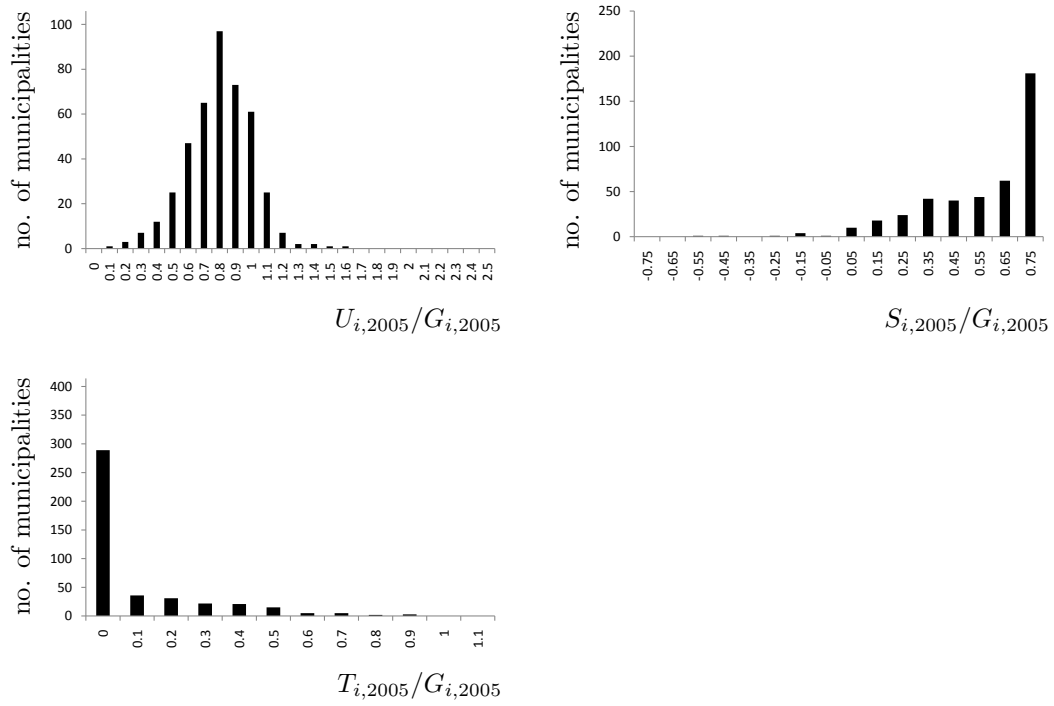 no. of municipalities
100
80
60
40
20
0
0 0.1 0.2 0.3 0.4 0.5 0.6 0.7 0.8 0.9 1 1.1 1.2 1.3 1.4 1.5 1.6 1.7 1.8 1.9 2 2.1 2.2 2.3 2.4 2.5
U_{i,2005}/G_{i,2005}
no. of municipalities
250
200
150
100
50
0
-0.75 -0.65 -0.55 -0.45 -0.35 -0.25 -0.15 -0.05 0.05 0.15 0.25 0.35 0.45 0.55 0.65 0.75
S_{i,2005}/G_{i,2005}
no. of municipalities
400
350
300
250
200
150
100
50
0
0 0.1 0.2 0.3 0.4 0.5 0.6 0.7 0.8 0.9 1 1.1
T_{i,2005}/G_{i,2005}